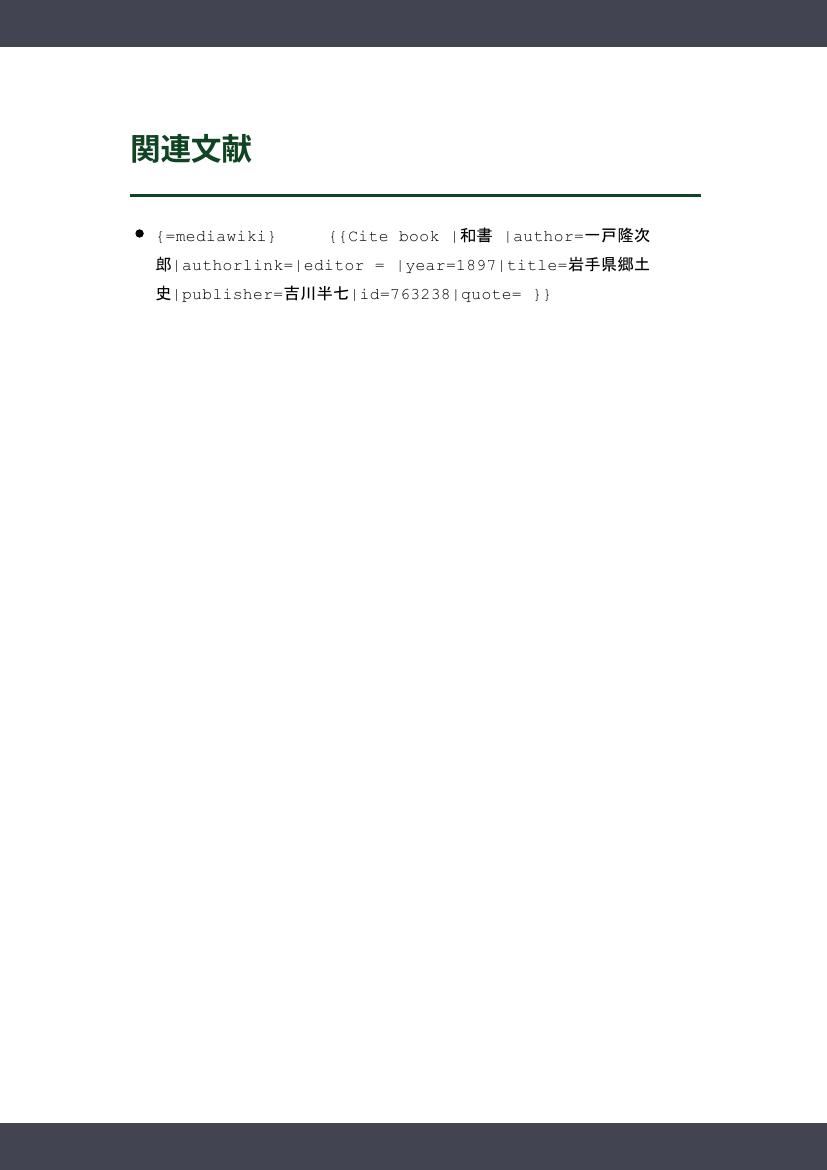 関連文献
● {=mediawiki} {{Cite book |和書 |author=一戸隆次
郎|authorlink=|editor = |year=1897|title=岩手県郷土
史|publisher=吉川半七|id=763238|quote= }}